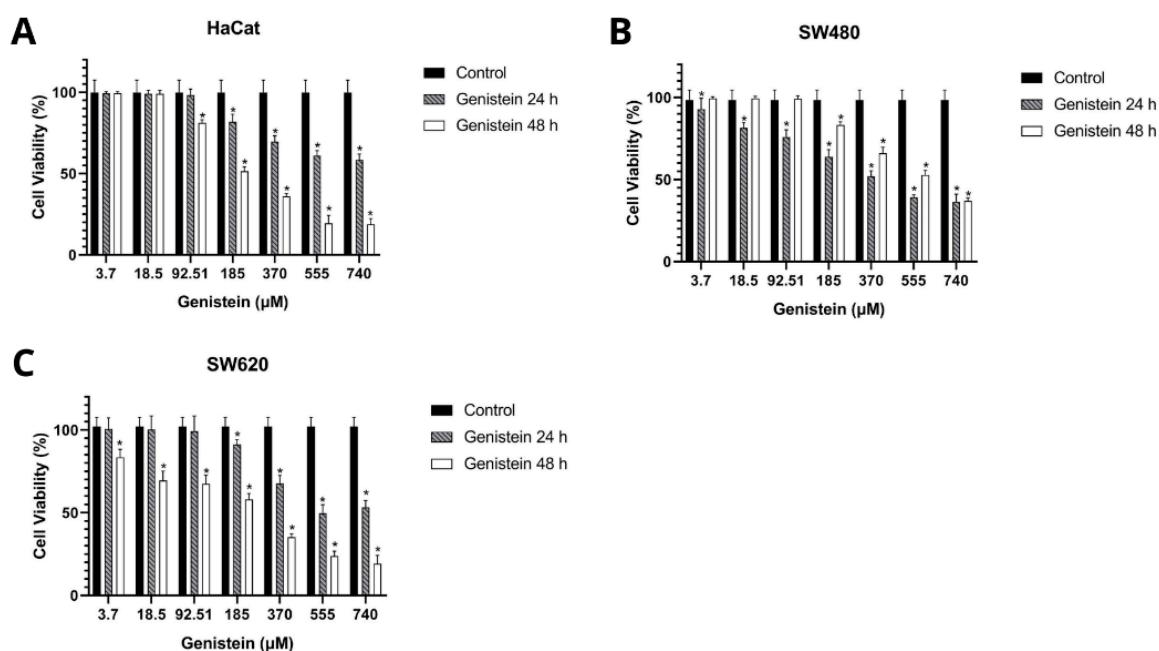 A
HaCat
Cell Viability (%)
100
50
0
3.7 18.5 92.51 185 370 555 740
Genistein (µM)
* * * * * * * * *
Control
Genistein 24 h
Genistein 48 h
B
SW480
Cell Viability (%)
100
50
0
3.7 18.5 92.51 185 370 555 740
Genistein (µM)
* * * * * * * * * * *
Control
Genistein 24 h
Genistein 48 h
C
SW620
Cell Viability (%)
100
50
0
3.7 18.5 92.51 185 370 555 740
Genistein (µM)
* * * * * * * * * * *
Control
Genistein 24 h
Genistein 48 h